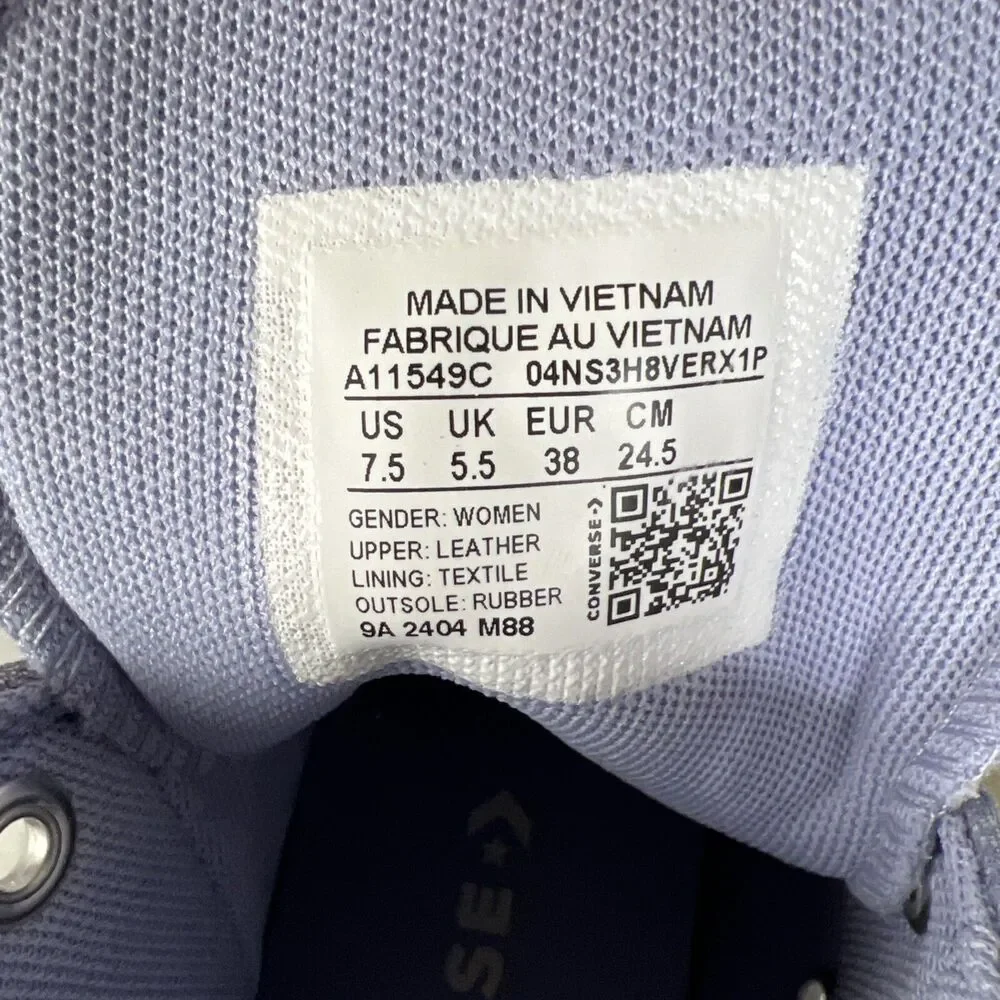 MADE IN VIETNAM
FABRIQUE AU VIETNAM
A11549C 04NS3H8VERX1P
US UK EUR CM
7.5 5.5 38 24.5
GENDER: WOMEN
UPPER: LEATHER
LINING: TEXTILE
OUTSOLE: RUBBER
9A 2404 M88
CONVERSE
SE